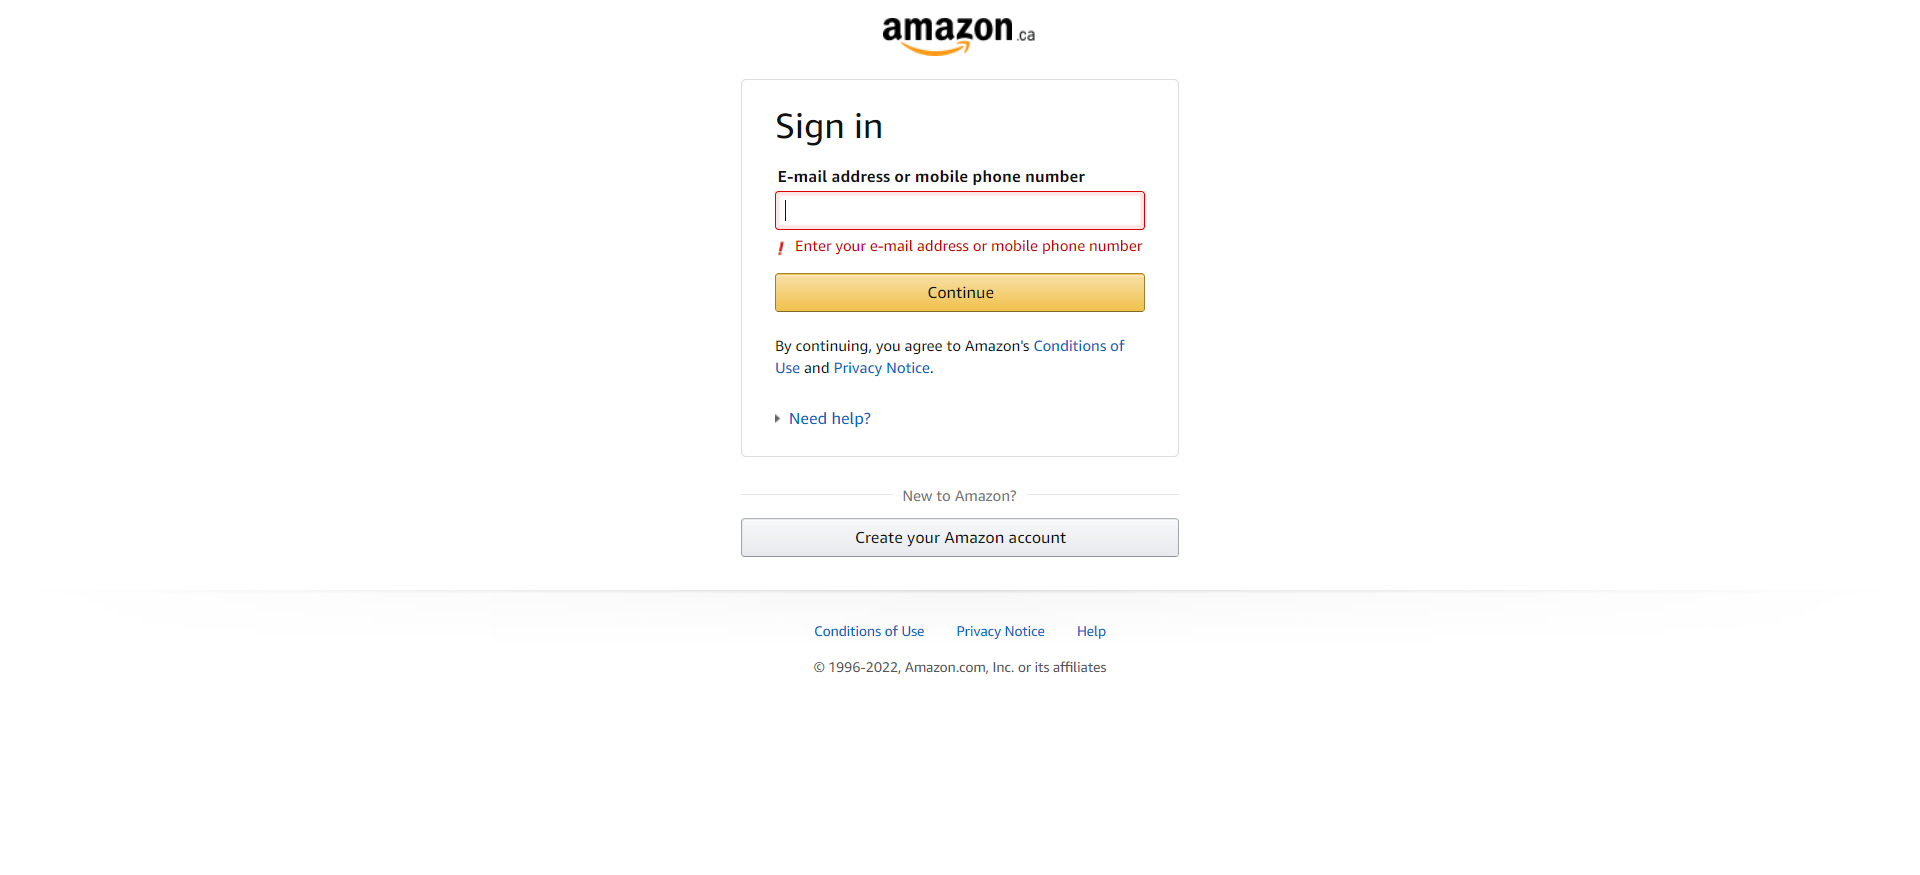 amazon.ca
Sign in
E-mail address or mobile phone number
! Enter your e-mail address or mobile phone number
Continue
By continuing, you agree to Amazon's Conditions of
Use and Privacy Notice.
Need help?
New to Amazon?
Create your Amazon account
Conditions of Use Privacy Notice Help
© 1996-2022, Amazon.com, Inc. or its affiliates